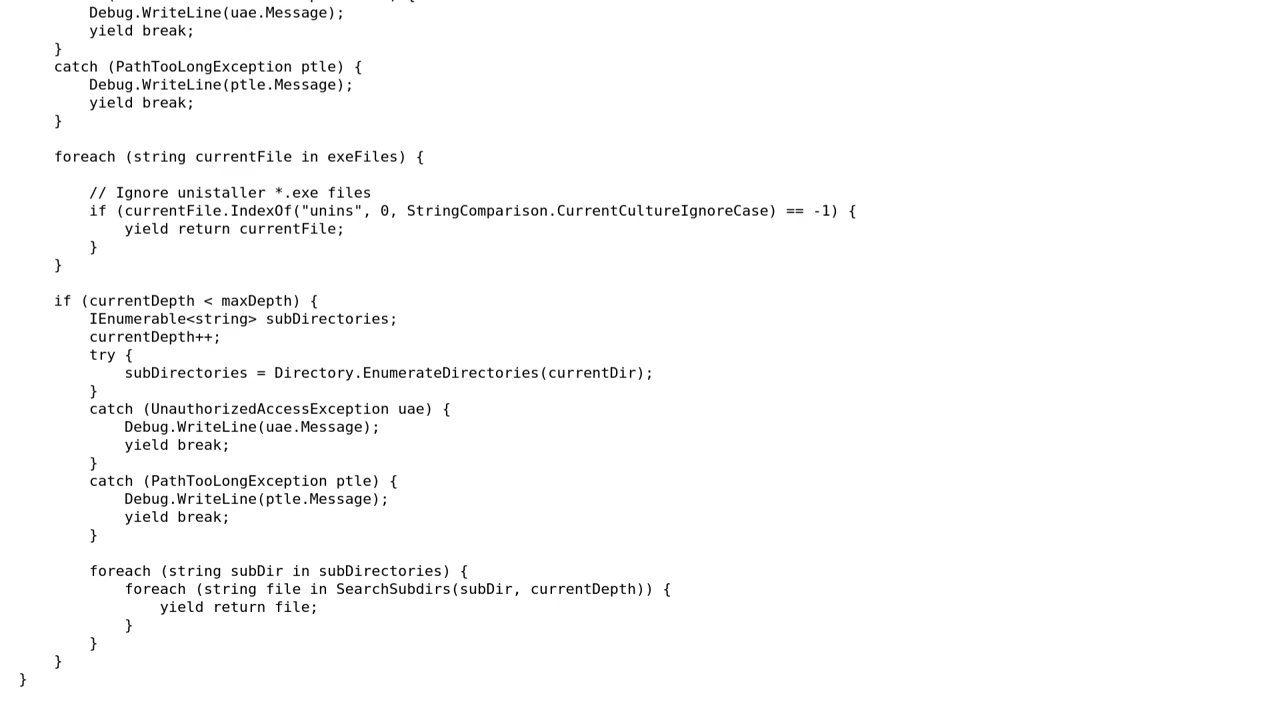 Debug.WriteLine(uae.Message);
        yield break;
    }
    catch (PathTooLongException ptle) {
        Debug.WriteLine(ptle.Message);
        yield break;
    }

    foreach (string currentFile in exeFiles) {

        // Ignore unistaller *.exe files
        if (currentFile.IndexOf("unins", 0, StringComparison.CurrentCultureIgnoreCase) == -1) {
            yield return currentFile;
        }
    }

    if (currentDepth < maxDepth) {
        IEnumerable<string> subDirectories;
        currentDepth++;
        try {
            subDirectories = Directory.EnumerateDirectories(currentDir);
        }
        catch (UnauthorizedAccessException uae) {
            Debug.WriteLine(uae.Message);
            yield break;
        }
        catch (PathTooLongException ptle) {
            Debug.WriteLine(ptle.Message);
            yield break;
        }

        foreach (string subDir in subDirectories) {
            foreach (string file in SearchSubdirs(subDir, currentDepth)) {
                yield return file;
            }
        }
    }
}